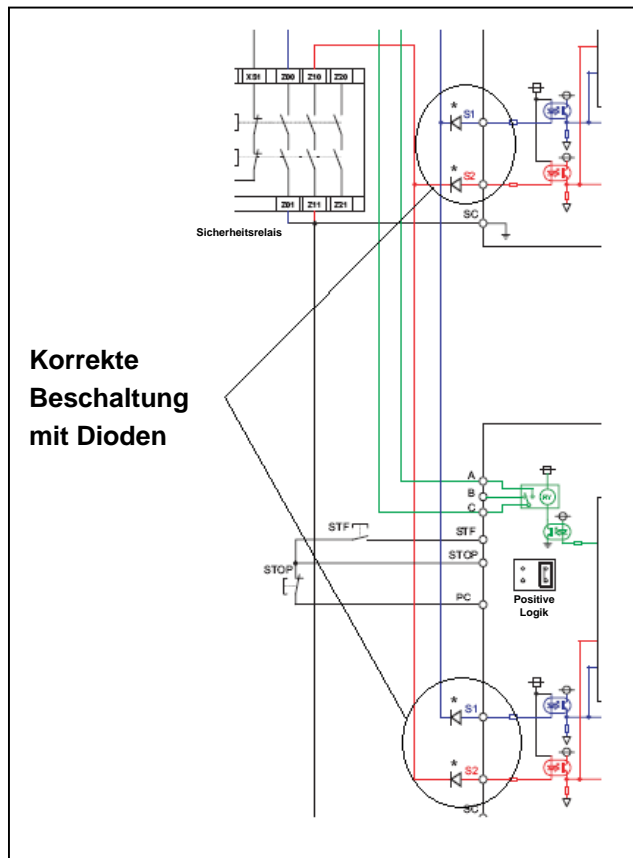 XS1 Z00 Z10 Z20
Z01 Z11 Z21
Sicherheitsrelais
* S1
* S2
SC
Korrekte
Beschaltung
mit Dioden
A
B
C
RY
STF
STF
STOP
STOP
PC
Positive
Logik
* S1
* S2
SC